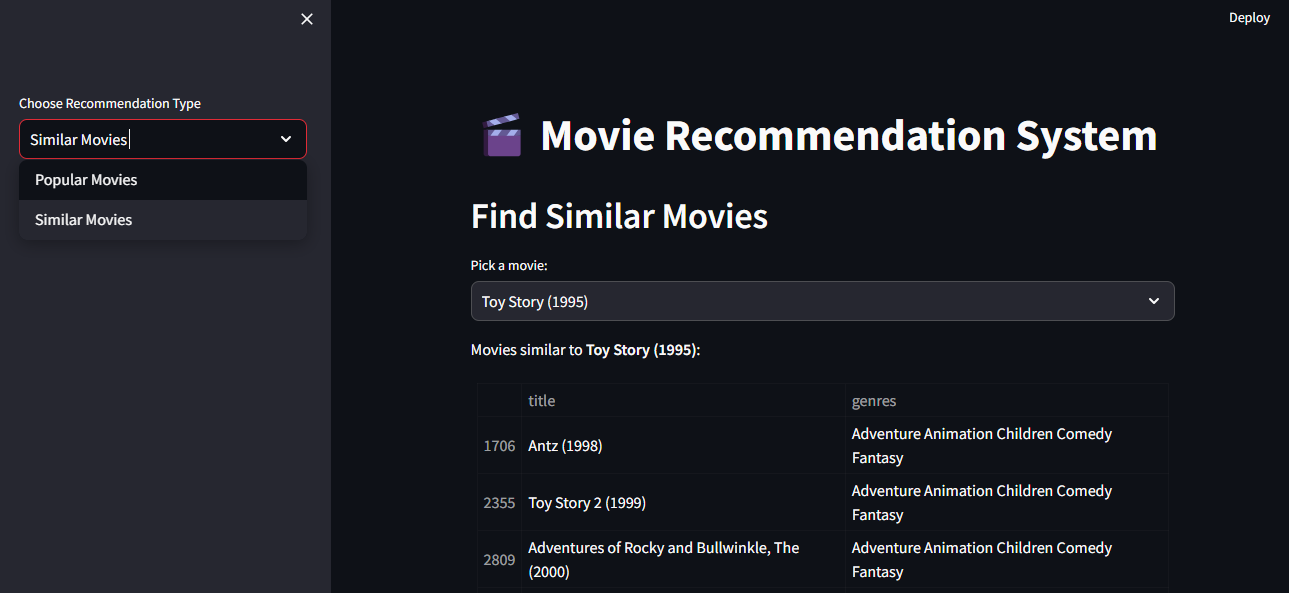 Deploy
Choose Recommendation Type
Similar Movies
Popular Movies
Similar Movies
Movie Recommendation System
Find Similar Movies
Pick a movie:
Toy Story (1995)
Movies similar to Toy Story (1995):
title genres
1706 Antz (1998) Adventure Animation Children Comedy
Fantasy
2355 Toy Story 2 (1999) Adventure Animation Children Comedy
Fantasy
2809 Adventures of Rocky and Bullwinkle, The
(2000) Adventure Animation Children Comedy
Fantasy